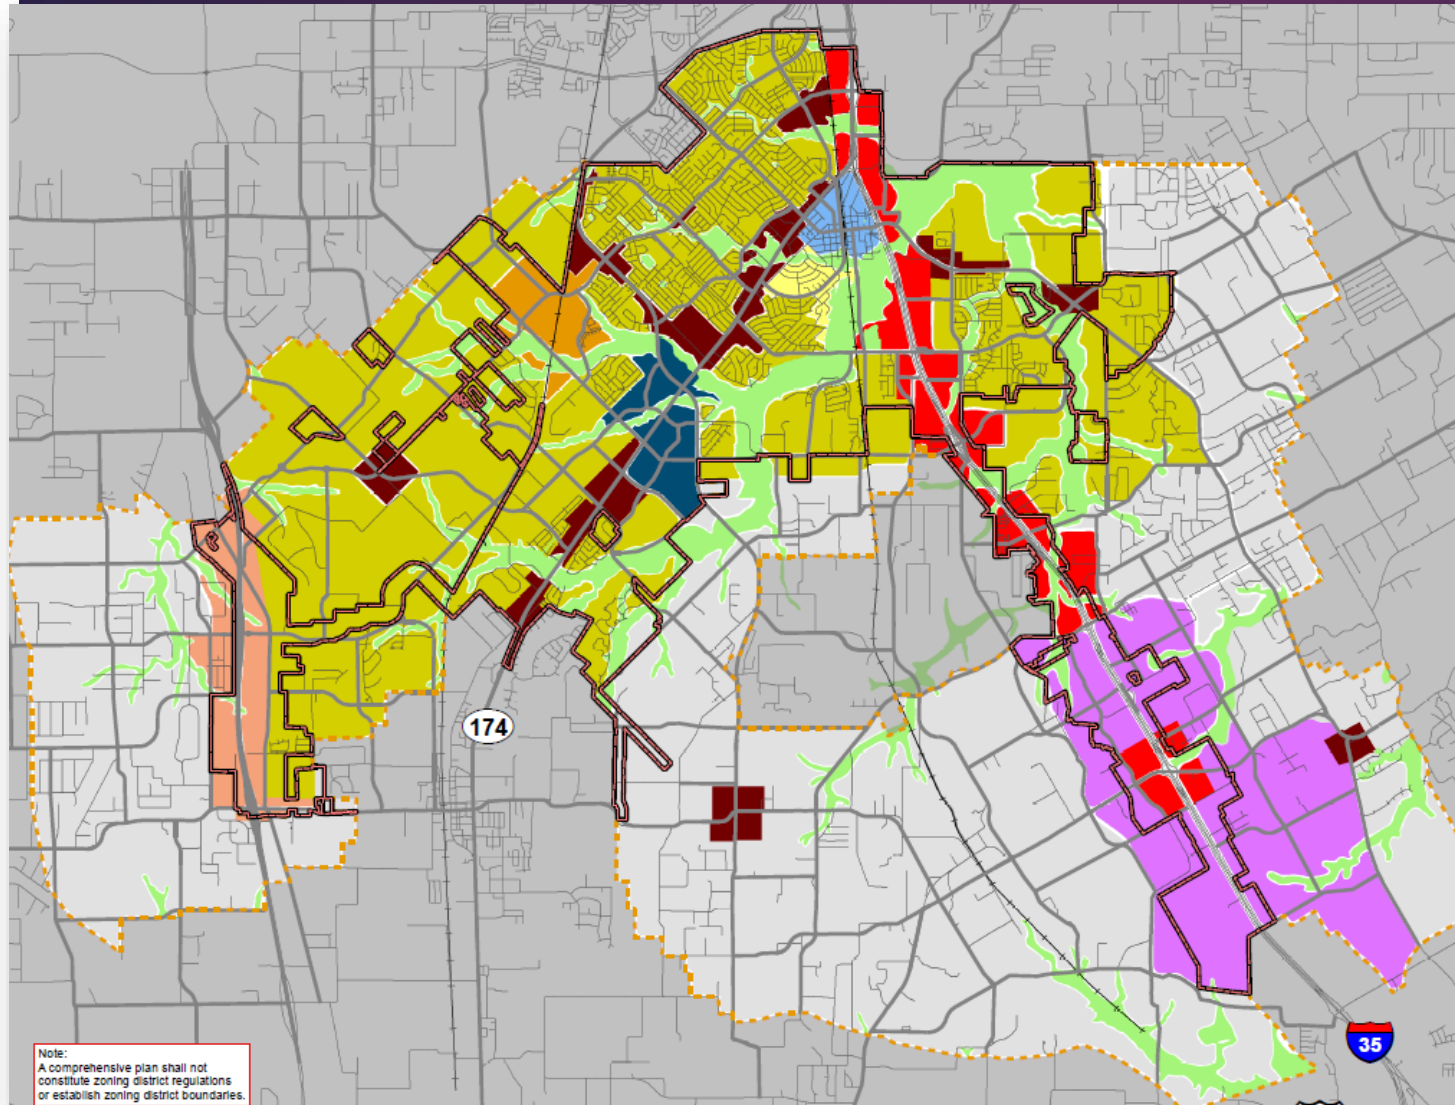 174
35
Note:
A comprehensive plan shall not
constitute zoning district regulations
or establish zoning district boundaries.